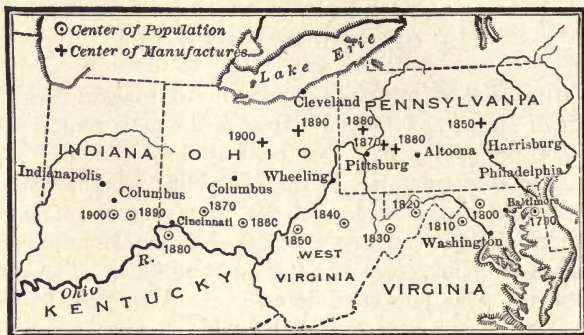 Center of Population
Center of Manufactures
Lake Erie
Cleveland
PENNSYLVANIA
1890
1880
1850
1900
1870
1860
Harrisburg
INDIANA
OHIO
Pittsburg
Altoona
Philadelphia
Indianapolis
Columbus
Columbus
Wheeling
1900
1890
1870
Cincinnati
1860
1840
1820
1800
Baltimore
1790
1880
1850
1830
1810
Washington
WEST
VIRGINIA
VIRGINIA
Ohio R.
KENTUCKY